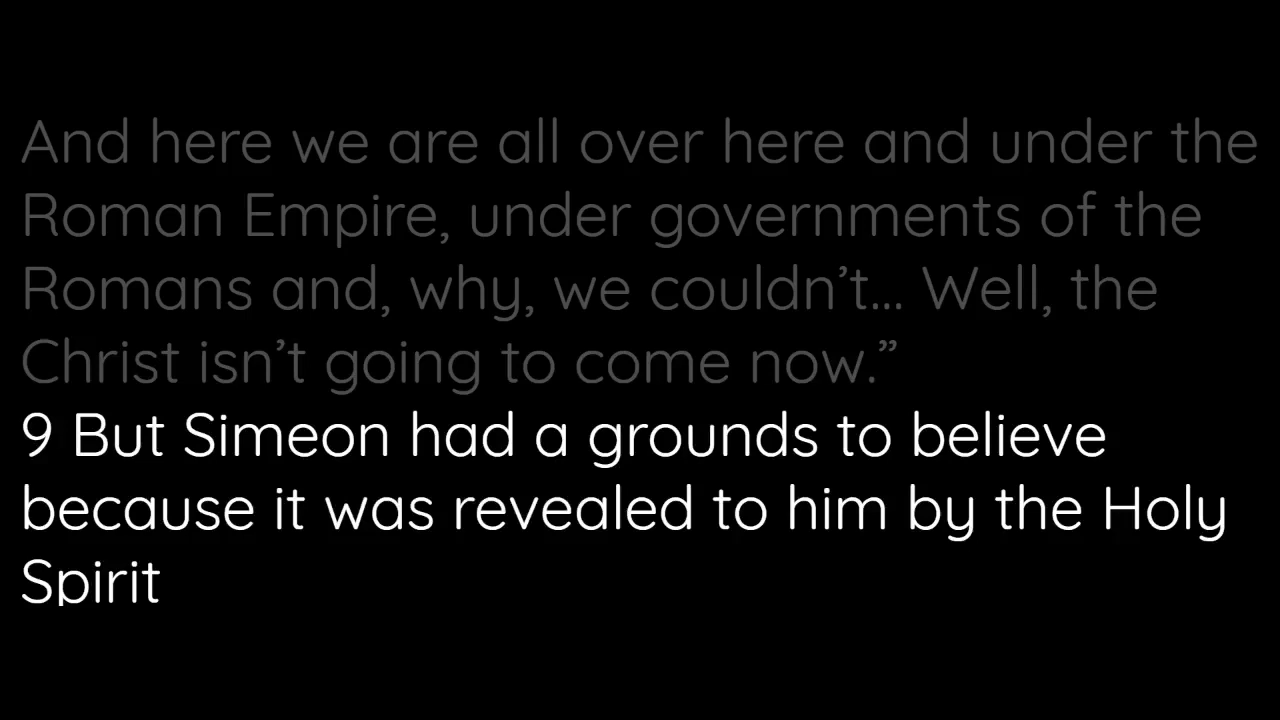 And here we are all over here and under the
Roman Empire, under governments of the
Romans and, why, we couldn’t... Well, the
Christ isn’t going to come now.”
9 But Simeon had a grounds to believe
because it was revealed to him by the Holy
Spirit